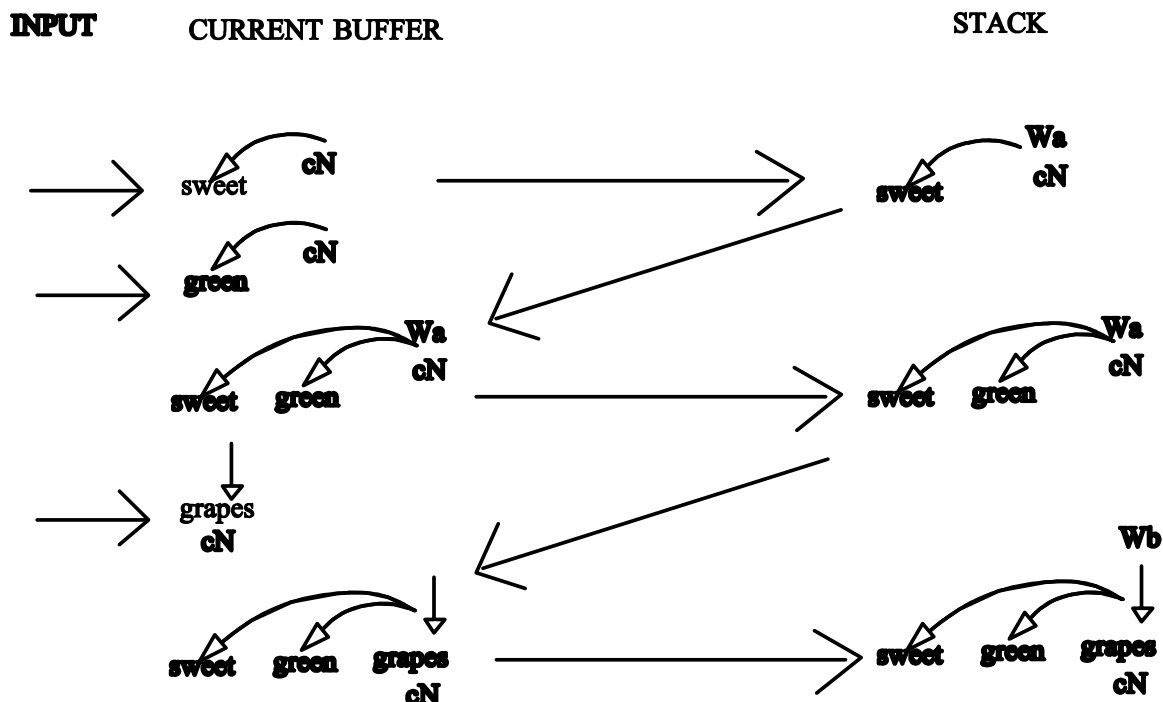 INPUT CURRENT BUFFER STACK
cN Wa
sweet cN
sweet
cN
green
Wa Wa
cN cN
sweet green sweet green
grapes
cN
Wb
sweet green grapes sweet green grapes
cN cN